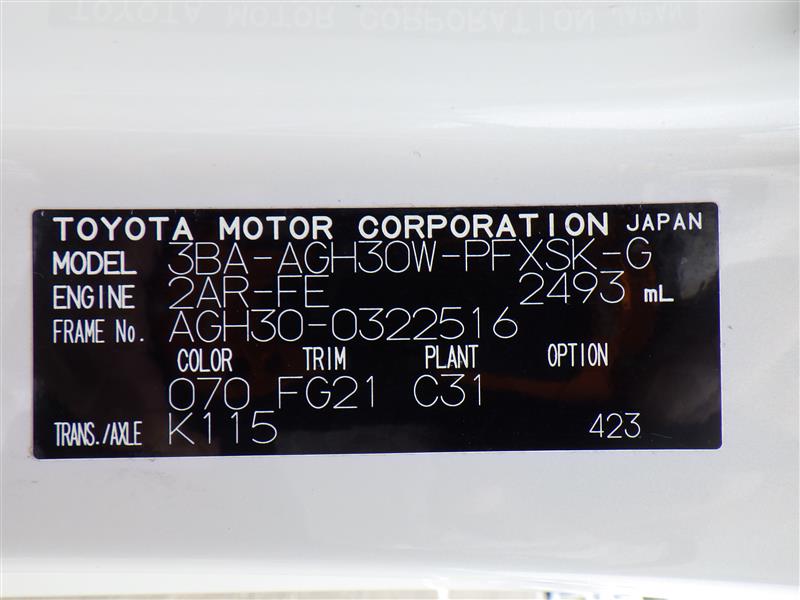 TOYOTA MOTOR CORPORATION JAPAN
MODEL 3BA-AGH30W-PFXSK-G
ENGINE 2AR-FE 2493 mL
FRAME No. AGH30-0322516
COLOR TRIM PLANT OPTION
070 FG21 C31
TRANS./AXLE K115 423